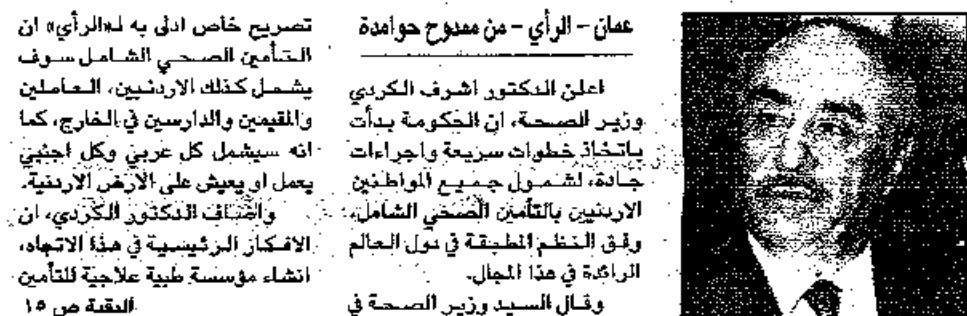 عمان - الرأي - من ممدوح حوامدة
اعلن الدكتور اشرف الكردي
وزير الصحة، ان الحكومة بدأت
باتخاذ خطوات سريعة واجراءات
جادة، لشمول جميع المواطنين
الاردنيين بالتأمين الصحي الشامل،
وفق النظم المطبقة في دول العالم
الرائدة في هذا المجال.
وقال السيد وزير الصحة في
تصريح خاص ادلى به لـ«الرأي» ان
التأمين الصحي الشامل سوف
يشمل كذلك الاردنيين، العاملين
والمقيمين والدارسين في الخارج، كما
انه سيشمل كل عربي وكل اجنبي
يعمل او يعيش على الارض الاردنية.
واضاف الدكتور الكردي، ان
الافكار الرئيسية في هذا الاتجاه،
انشاء مؤسسة طبية علاجية للتأمين
البقية ص ١٥